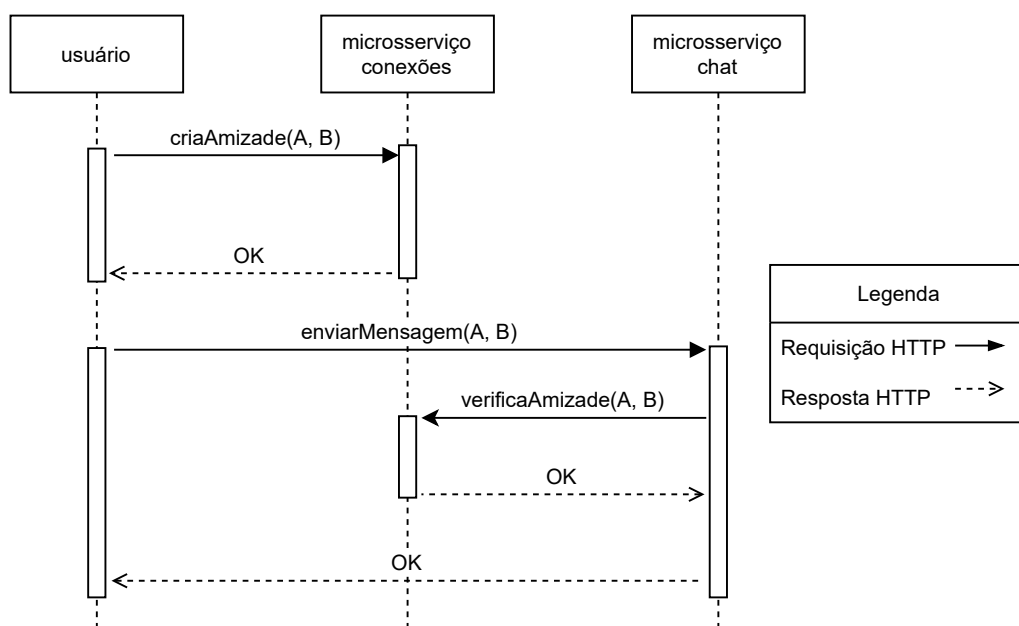 usuário
microsserviço
conexões
microsserviço
chat
criaAmizade(A, B)
OK
enviarMensagem(A, B)
verificaAmizade(A, B)
OK
OK
Legenda
Requisição HTTP
Resposta HTTP